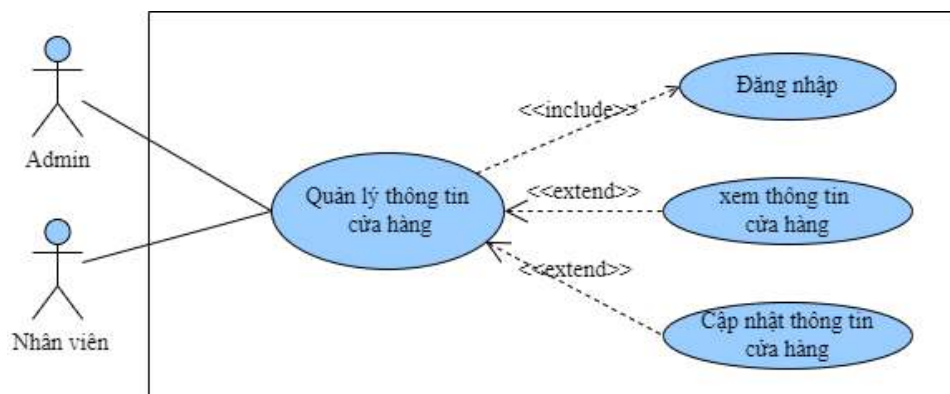 Admin
Nhân viên
Quản lý thông tin
cửa hàng
<<include>>
Đăng nhập
<<extend>>
xem thông tin
cửa hàng
<<extend>>
Cập nhật thông tin
cửa hàng